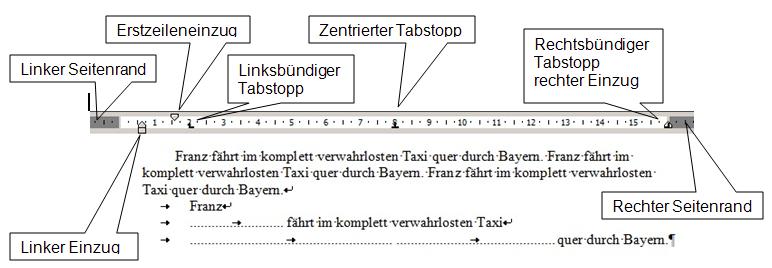 Erstzeileneinzug
Zentrierter Tabstopp
Rechtsbündiger
Tabstopp
rechter Einzug
Linker Seitenrand
Linksbündiger
Tabstopp
1 2 3 4 5 6 7 8 9 10 11 12 13 14 15
Franz·fährt·im·komplett·verwahrlosten·Taxi·quer·durch·Bayern.·Franz·fährt·im·
komplett·verwahrlosten·Taxi·quer·durch·Bayern.·Franz·fährt·im·komplett·verwahrlosten·
Taxi·quer·durch·Bayern.↵
→ Franz↵
............→............ fährt·im·komplett·verwahrlosten·Taxi↵
→ ..............................→.............................. ......................→......................quer·durch·Bayern.¶
Rechter Seitenrand
Linker Einzug